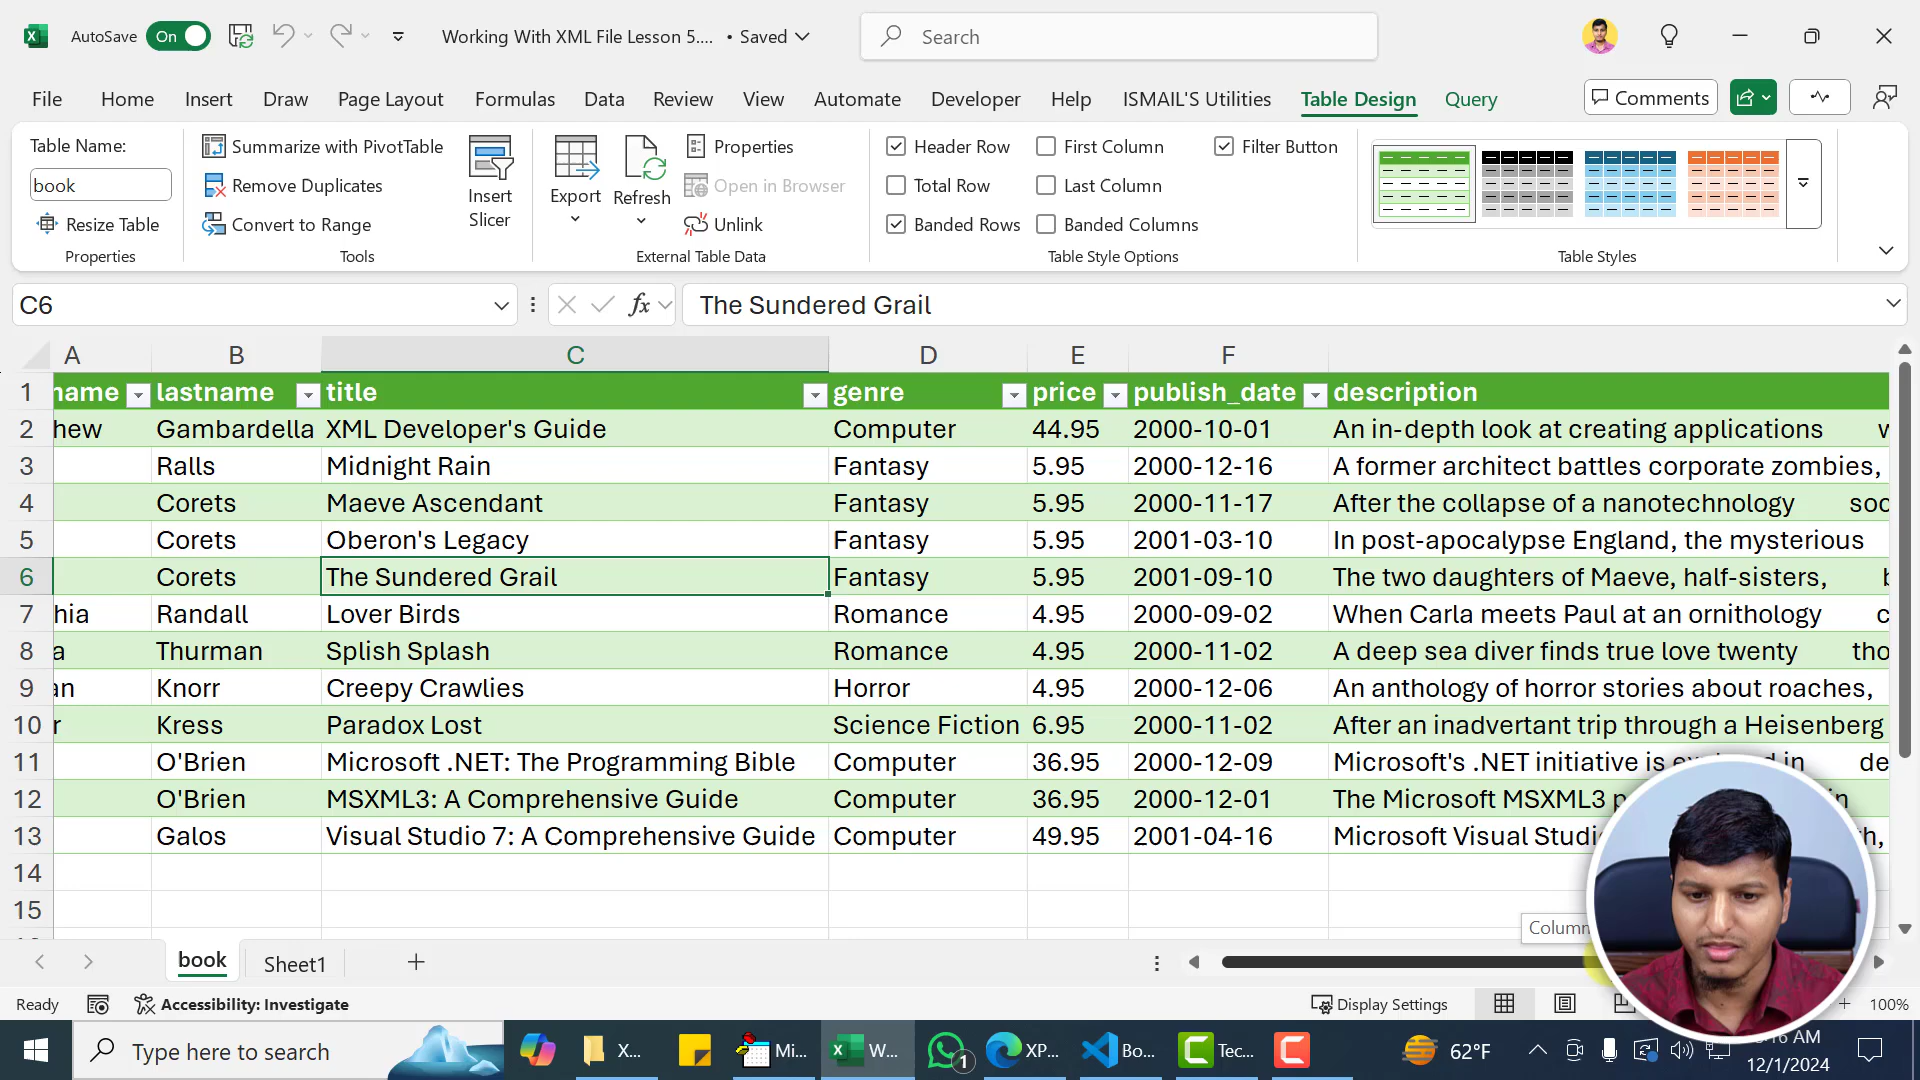 AutoSave On Working With XML File Lesson 5.... • Saved Search
File Home Insert Draw Page Layout Formulas Data Review View Automate Developer Help ISMAIL'S Utilities Table Design Query Comments
Table Name: Summarize with PivotTable Properties Header Row First Column Filter Button
book Remove Duplicates Insert Slicer Export Refresh Open in Browser Total Row Last Column
Resize Table Convert to Range Unlink Banded Rows Banded Columns
Properties Tools External Table Data Table Style Options Table Styles
C6 fx The Sundered Grail
A B C D E F
1 name lastname title genre price publish_date description
2 hew Gambardella XML Developer's Guide Computer 44.95 2000-10-01 An in-depth look at creating applications w
3 Ralls Midnight Rain Fantasy 5.95 2000-12-16 A former architect battles corporate zombies,
4 Corets Maeve Ascendant Fantasy 5.95 2000-11-17 After the collapse of a nanotechnology soc
5 Corets Oberon's Legacy Fantasy 5.95 2001-03-10 In post-apocalypse England, the mysterious
6 Corets The Sundered Grail Fantasy 5.95 2001-09-10 The two daughters of Maeve, half-sisters, b
7 hia Randall Lover Birds Romance 4.95 2000-09-02 When Carla meets Paul at an ornithology c
8 a Thurman Splish Splash Romance 4.95 2000-11-02 A deep sea diver finds true love twenty tho
9 an Knorr Creepy Crawlies Horror 4.95 2000-12-06 An anthology of horror stories about roaches,
10 r Kress Paradox Lost Science Fiction 6.95 2000-11-02 After an inadvertant trip through a Heisenberg
11 O'Brien Microsoft .NET: The Programming Bible Computer 36.95 2000-12-09 Microsoft's .NET initiative is in de
12 O'Brien MSXML3: A Comprehensive Guide Computer 36.95 2000-12-01 The Microsoft MSXML3 in
13 Galos Visual Studio 7: A Comprehensive Guide Computer 49.95 2001-04-16 Microsoft Visual
14
15
Column
book Sheet1
Ready Accessibility: Investigate Display Settings 100%
Type here to search X... Mi... W... 1 XP... Bo... Tec... 62°F AM
12/1/2024